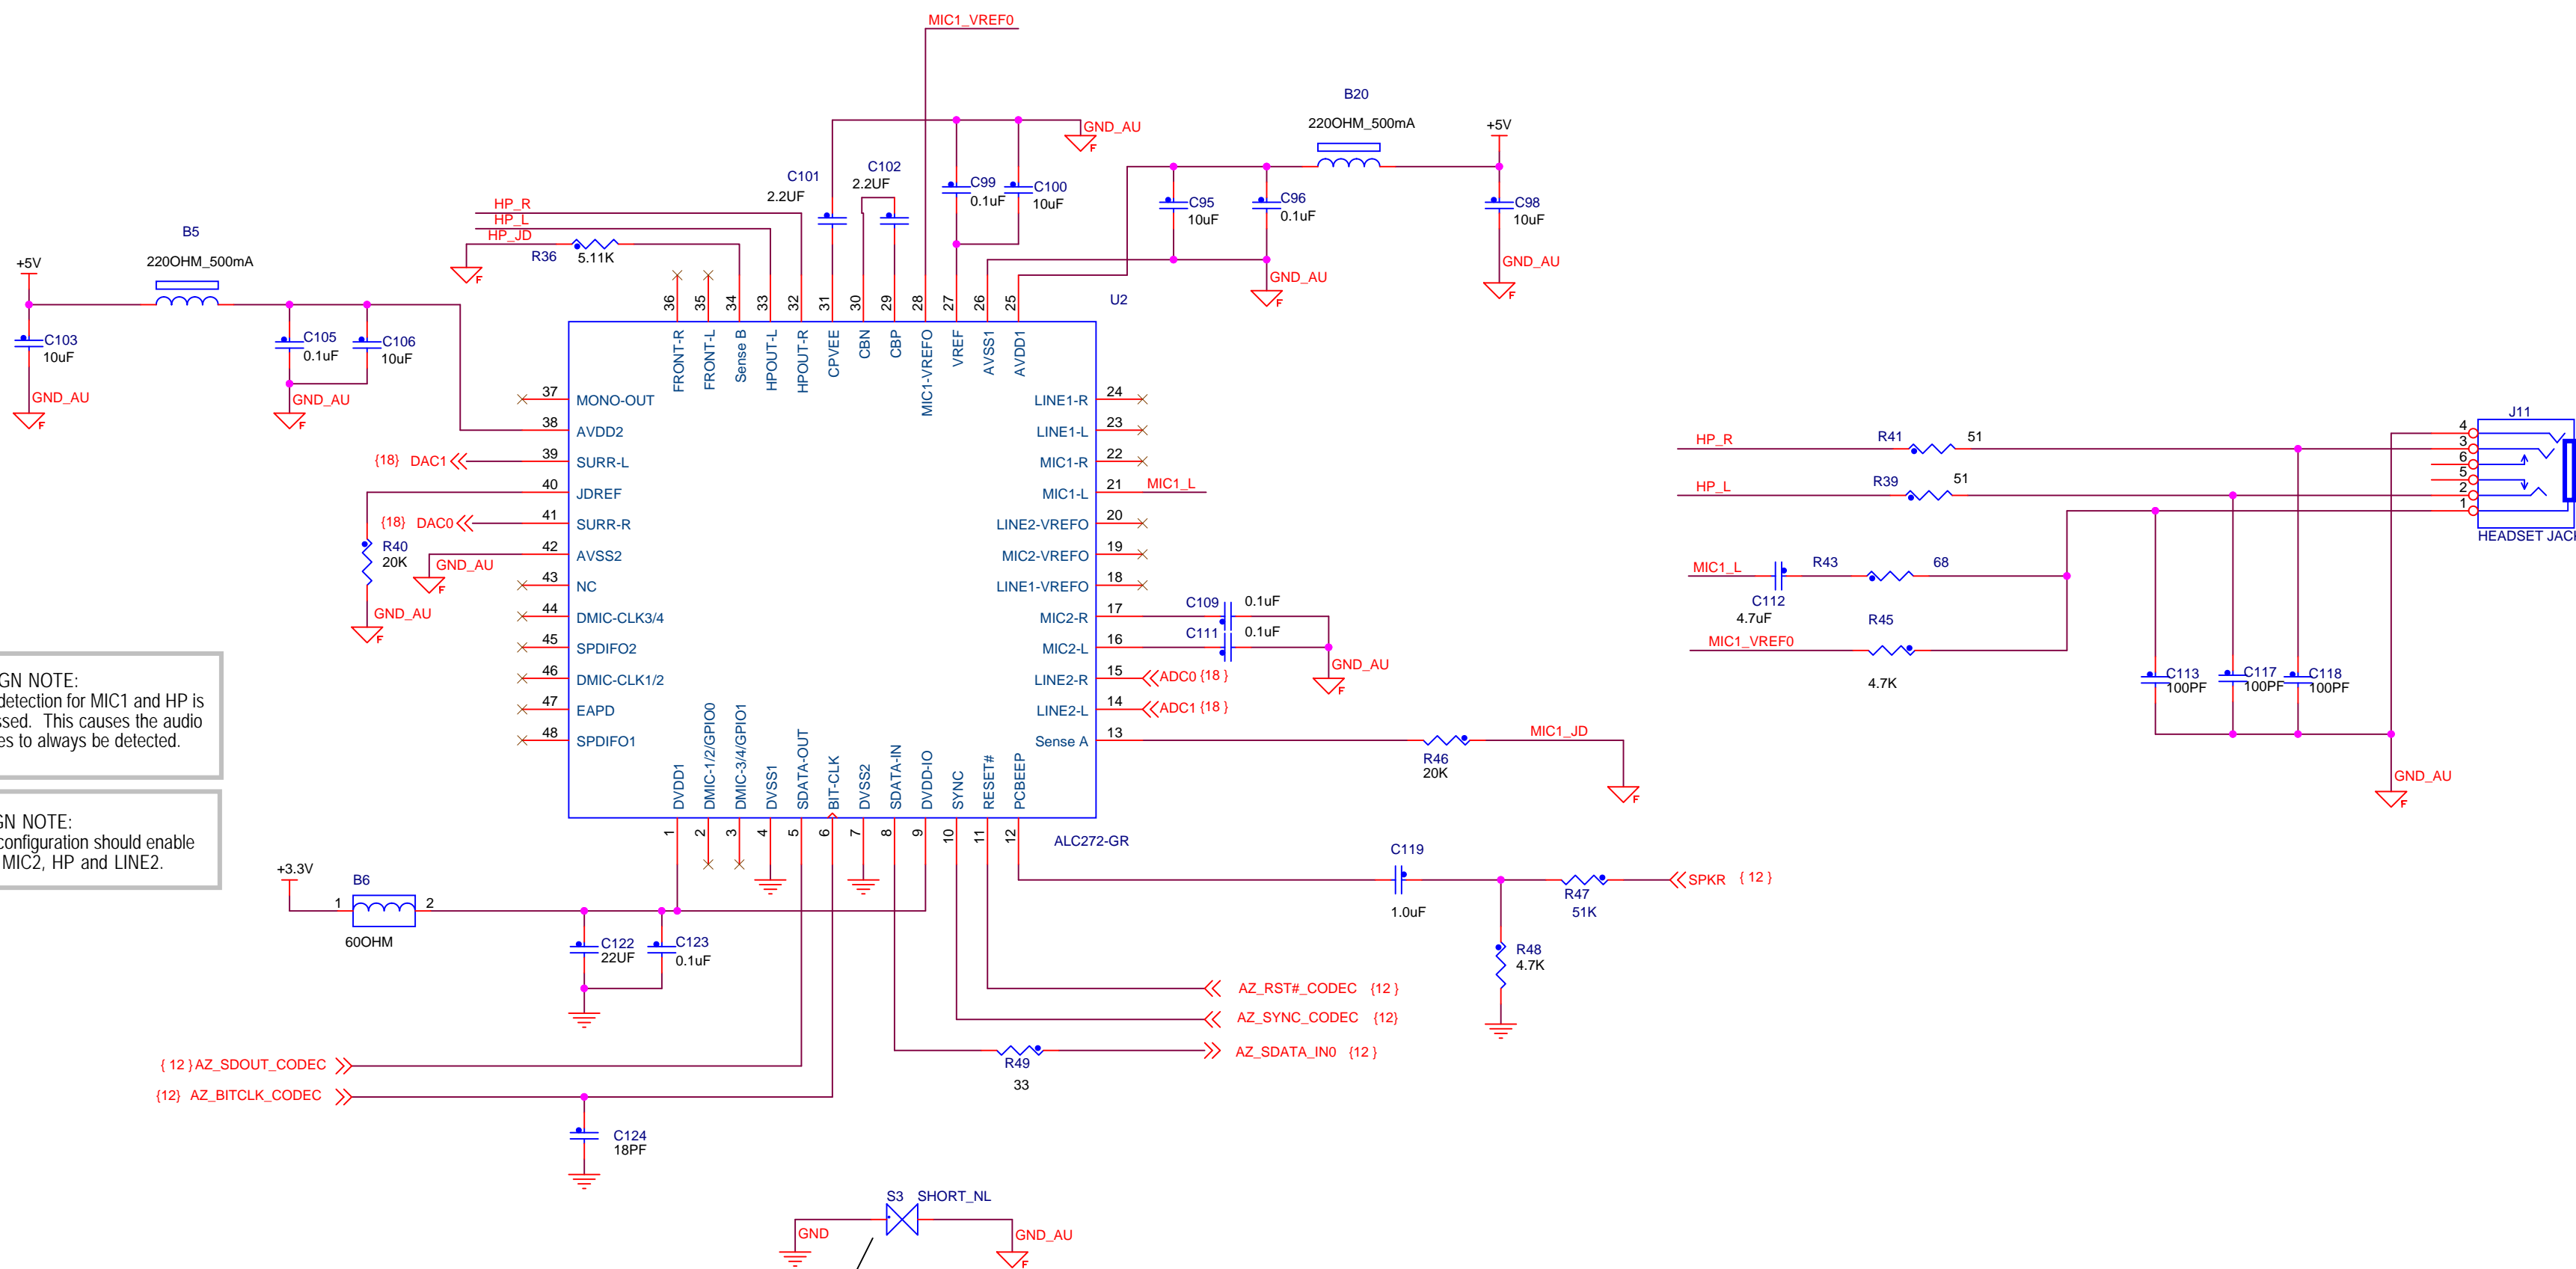 MIC1_VREF0
B20
220OHM_500mA
+5V
GND_AU
F
C101
2.2UF
C102
2.2UF
C99
0.1uF
C100
10uF
C95
10uF
C96
0.1uF
C98
10uF
GND_AU
F
GND_AU
F
HP_R
HP_L
HP_JD
R36
5.11K
F
B5
220OHM_500mA
+5V
C103
10uF
C105
0.1uF
C106
10uF
GND_AU
F
GND_AU
F
U2
36
35
34
33
32
31
30
29
28
27
26
25
FRONT-R
FRONT-L
Sense B
HPOUT-L
HPOUT-R
CPVEE
CBN
CBP
MIC1-VREFO
VREF
AVSS1
AVDD1
37
MONO-OUT
38
AVDD2
{18} DAC1
39
SURR-L
40
JDREF
{18} DAC0
41
SURR-R
42
AVSS2
GND_AU
F
43
NC
44
DMIC-CLK3/4
45
SPDIFO2
46
DMIC-CLK1/2
47
EAPD
48
SPDIFO1
R40
20K
GND_AU
F
LINE1-R
24
LINE1-L
23
MIC1-R
22
MIC1-L
21
MIC1_L
LINE2-VREFO
20
MIC2-VREFO
19
LINE1-VREFO
18
MIC2-R
17
C109
0.1uF
MIC2-L
16
C111
0.1uF
GND_AU
F
LINE2-R
15
ADC0 {18 }
LINE2-L
14
ADC1 {18 }
Sense A
13
R46
20K
MIC1_JD
F
DVDD1
DMIC-1/2/GPIO0
DMIC-3/4/GPIO1
DVSS1
SDATA-OUT
BIT-CLK
DVSS2
SDATA-IN
DVDD-IO
SYNC
RESET#
PCBEEP
1
2
3
4
5
6
7
8
9
10
11
12
ALC272-GR
GN NOTE:
detection for MIC1 and HP is
ssed. This causes the audio
es to always be detected.
GN NOTE:
configuration should enable
MIC2, HP and LINE2.
+3.3V
B6
1
2
60OHM
C122
22UF
C123
0.1uF
C119
1.0uF
R47
51K
SPKR { 12 }
R48
4.7K
AZ_RST#_CODEC {12 }
AZ_SYNC_CODEC {12}
R49
33
AZ_SDATA_IN0 {12 }
{ 12 } AZ_SDOUT_CODEC
{12} AZ_BITCLK_CODEC
C124
18PF
S3 SHORT_NL
GND
GND_AU
F
J11
HP_R
R41
51
HP_L
R39
51
4
3
6
5
2
1
HEADSET JAC
MIC1_L
C112
4.7uF
R43
68
MIC1_VREF0
R45
4.7K
C113
100PF
C117
100PF
C118
100PF
GND_AU
F